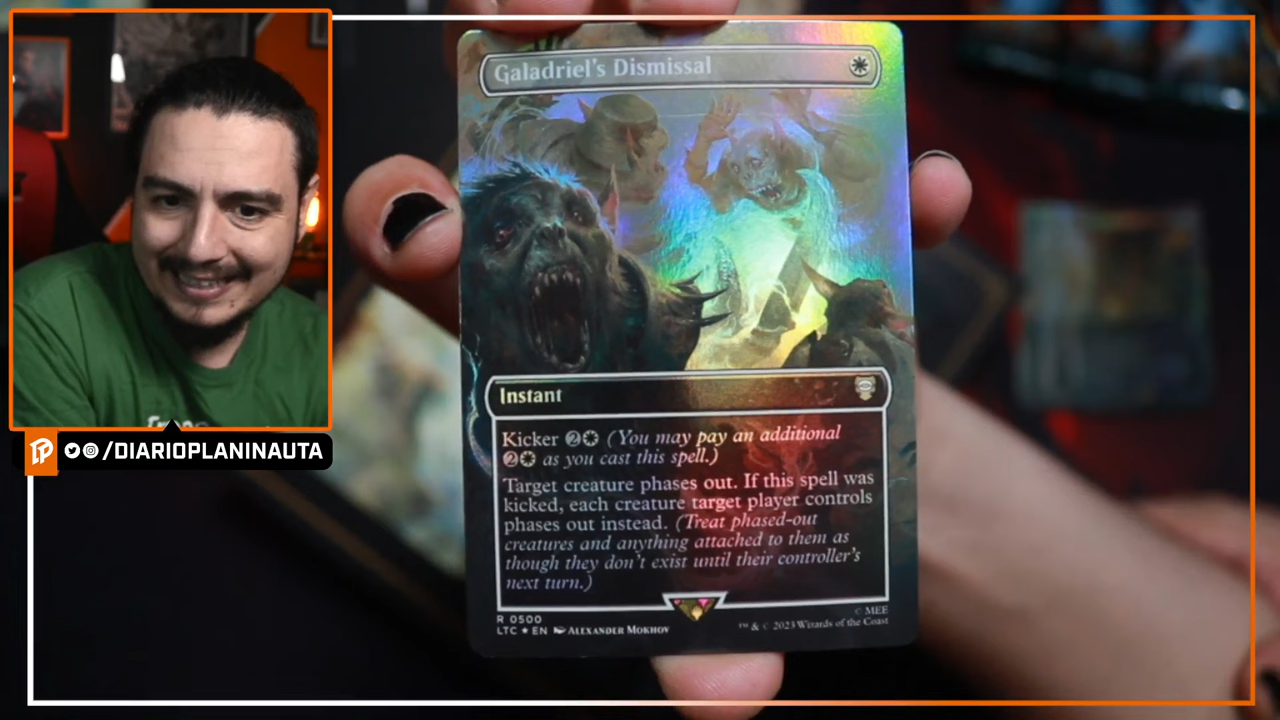 Galadriel's Dismissal
Instant
Kicker 2 (You may pay an additional
2 as you cast this spell.)
Target creature phases out. If this spell was
kicked, each creature target player controls
phases out instead. (Treat phased-out
creatures and anything attached to them as
though they don't exist until their controller's
next turn.)
R 0500
LTC ★ EN ALEXANDER MOKHOV
© MEE
™ & © 2023 Wizards of the Coast
/DIARIOPLANINAUTA